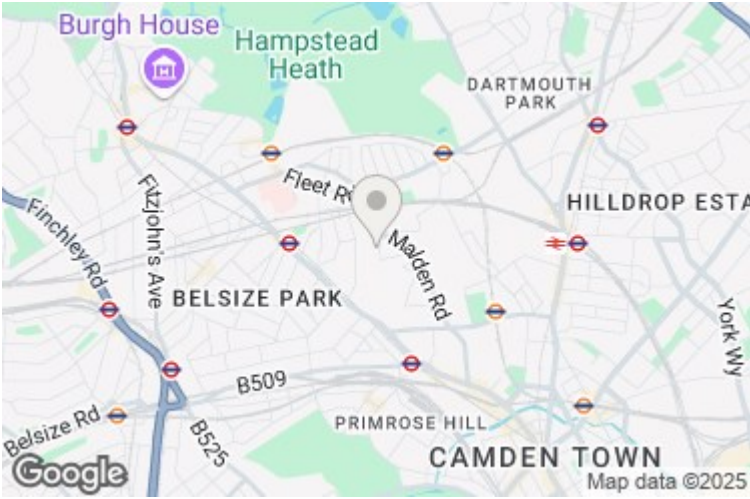 Burgh House
Hampstead
Heath
DARTMOUTH
PARK
Fleet R
HILLDROP ESTA
Fitzjohn's Ave
Finchley Rd
Malden Rd
BELSIZE PARK
York Wy
B509
Belsize Rd
B525
PRIMROSE HILL
CAMDEN TOWN
Google
Map data ©2025